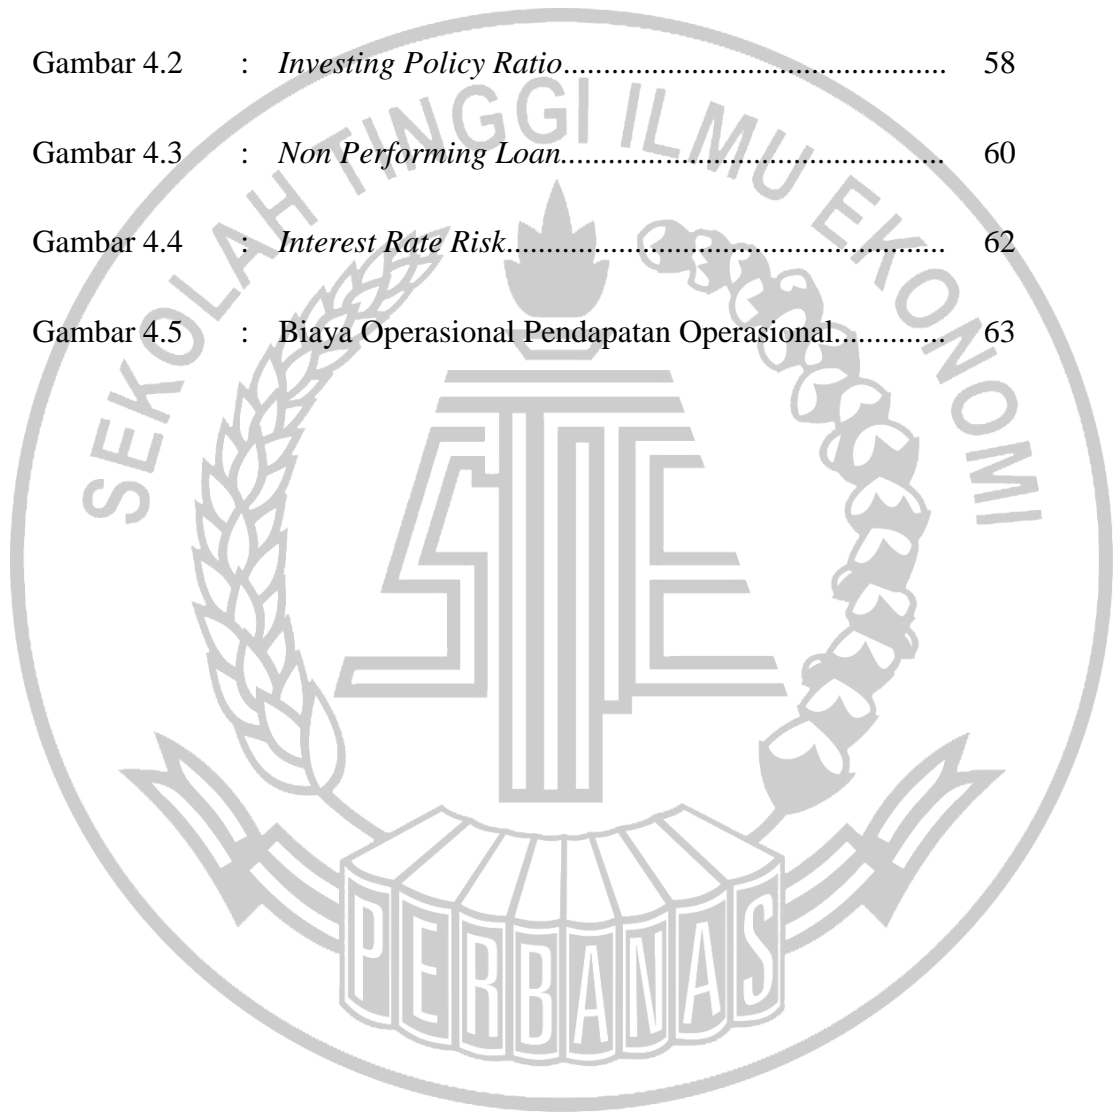 Gambar 4.2 : Investing Policy Ratio................................................ 58
Gambar 4.3 : Non Performing Loan................................................ 60
Gambar 4.4 : Interest Rate Risk....................................................... 62
Gambar 4.5 : Biaya Operasional Pendapatan Operasional.............. 63
SEKOLAH TINGGI ILMU EKONOMI
STIE
PERBANAS